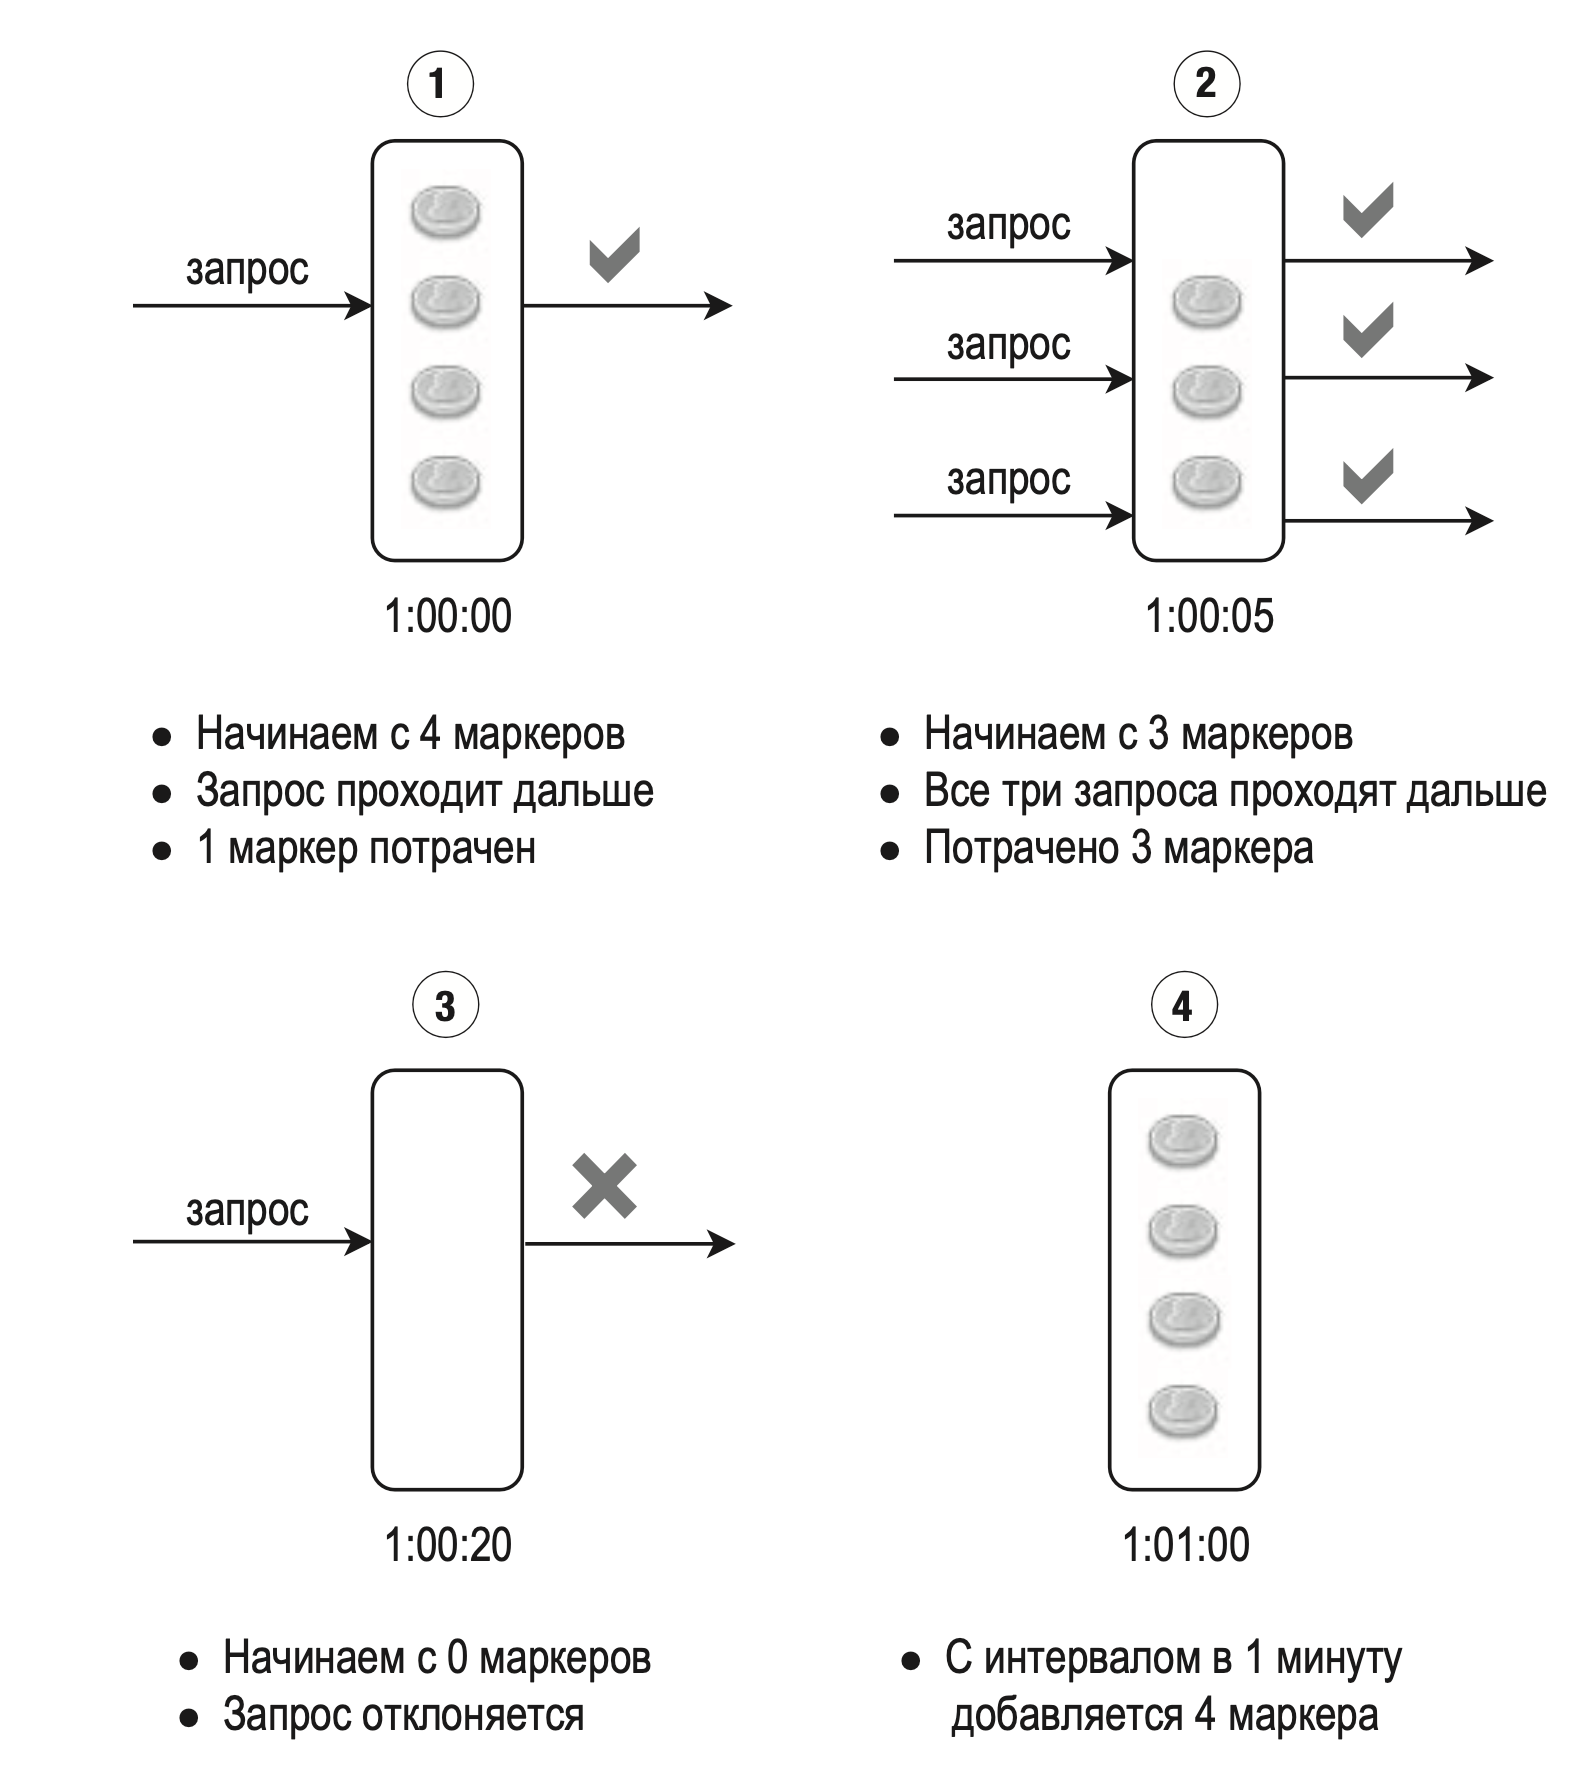 1
запрос
1:00:00
● Начинаем с 4 маркеров
● Запрос проходит дальше
● 1 маркер потрачен
2
запрос
запрос
запрос
1:00:05
● Начинаем с 3 маркеров
● Все три запроса проходят дальше
● Потрачено 3 маркера
3
запрос
1:00:20
● Начинаем с 0 маркеров
● Запрос отклоняется
4
1:01:00
● С интервалом в 1 минуту
добавляется 4 маркера